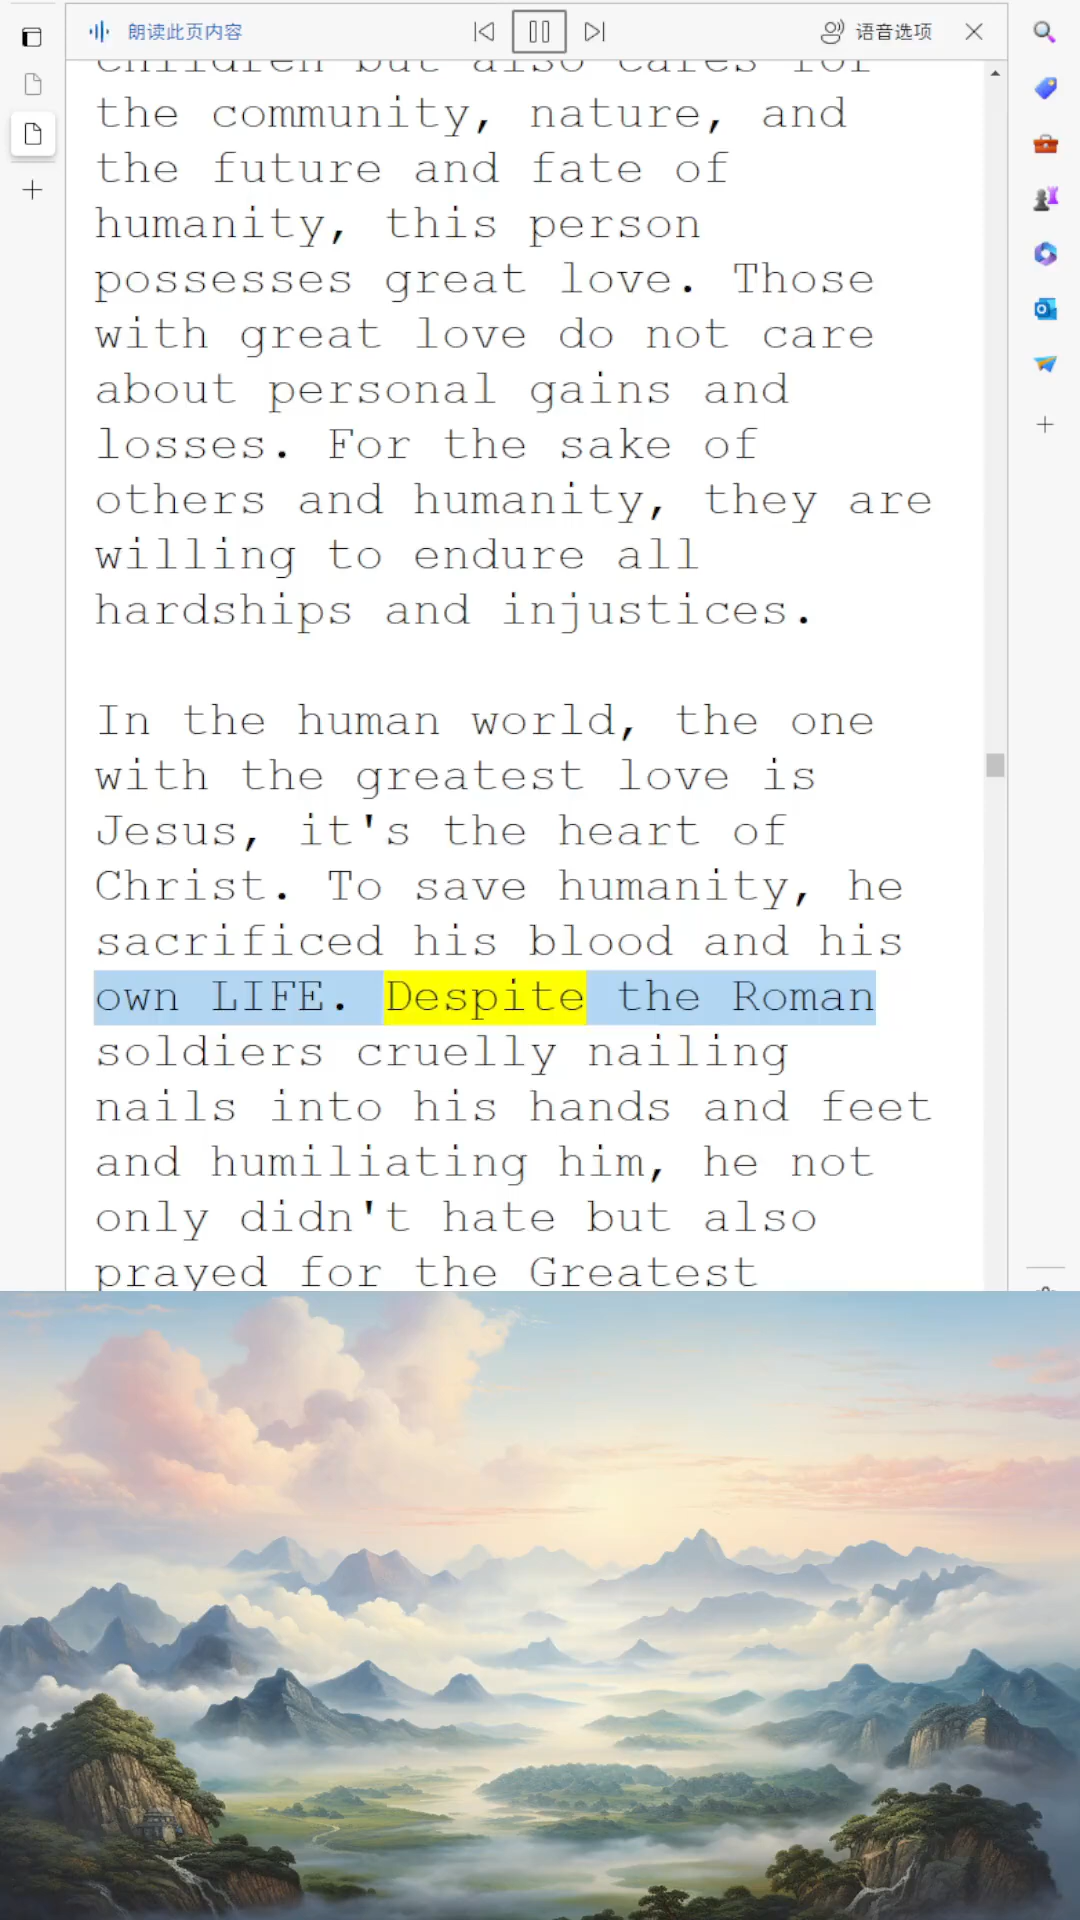 朗读此页内容
语音选项
children but also cares for
the community, nature, and
the future and fate of
humanity, this person
possesses great love. Those
with great love do not care
about personal gains and
losses. For the sake of
others and humanity, they are
willing to endure all
hardships and injustices.
In the human world, the one
with the greatest love is
Jesus, it's the heart of
Christ. To save humanity, he
sacrificed his blood and his
own LIFE. Despite the Roman
soldiers cruelly nailing
nails into his hands and feet
and humiliating him, he not
only didn't hate but also
prayed for the Greatest